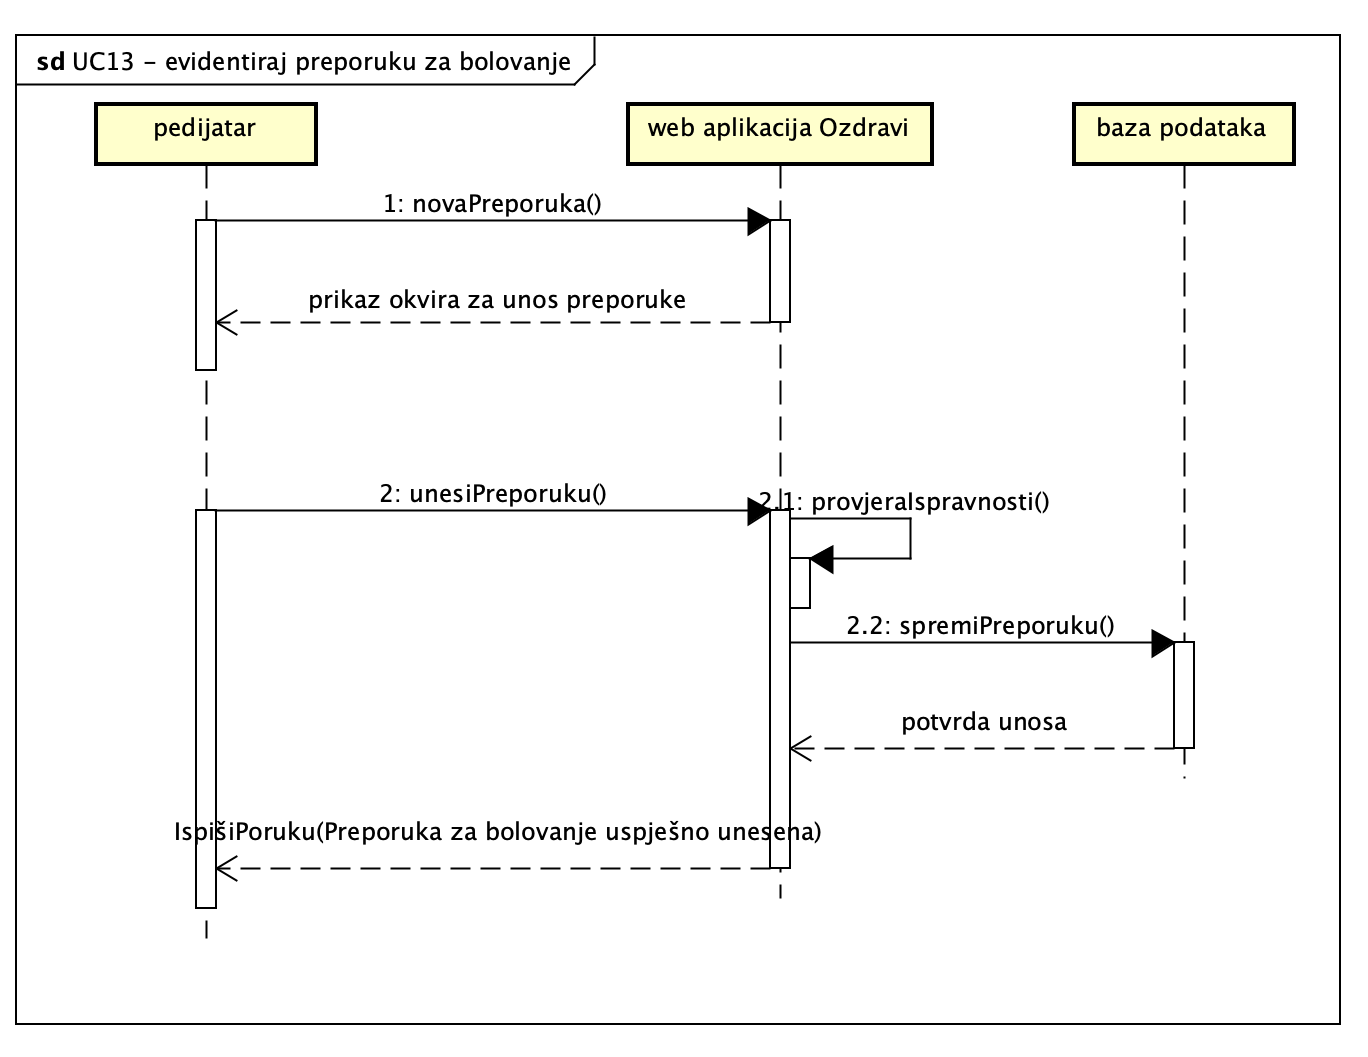 sd UC13 - evidentiraj preporuku za bolovanje
pedijatar
web aplikacija Ozdravi
baza podataka
1: novaPreporuka()
prikaz okvira za unos preporuke
2: unesiPreporuku()
2.1: provjeraIspravnosti()
2.2: spremiPreporuku()
potvrda unosa
IspišiPoruku(Preporuka za bolovanje uspješno unesena)